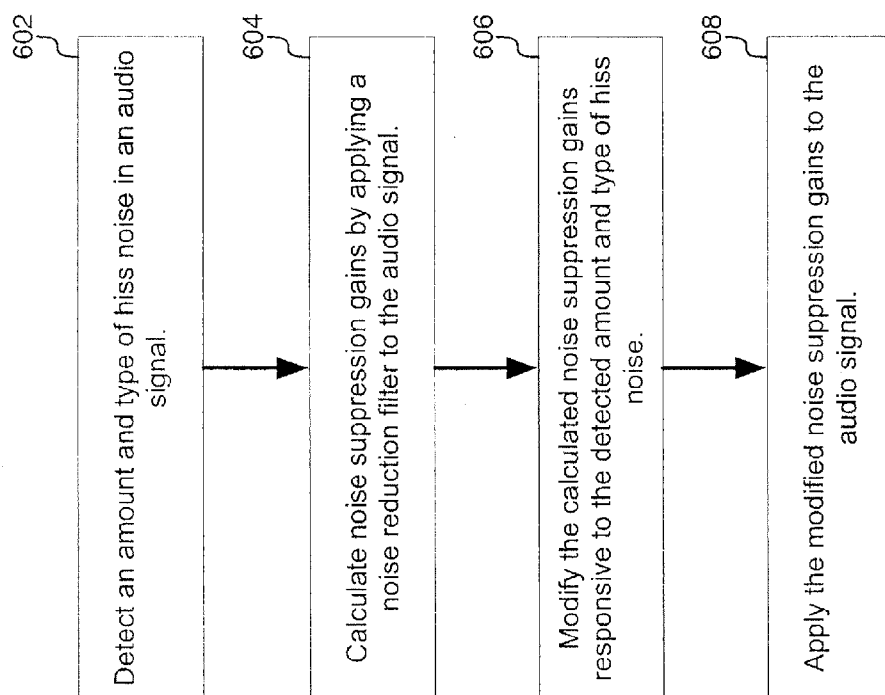 602
Detect an amount and type of hiss noise in an audio
signal.
604
Calculate noise suppression gains by applying a
noise reduction filter to the audio signal.
606
Modify the calculated noise suppression gains
responsive to the detected amount and type of hiss
noise.
608
Apply the modified noise suppression gains to the
audio signal.